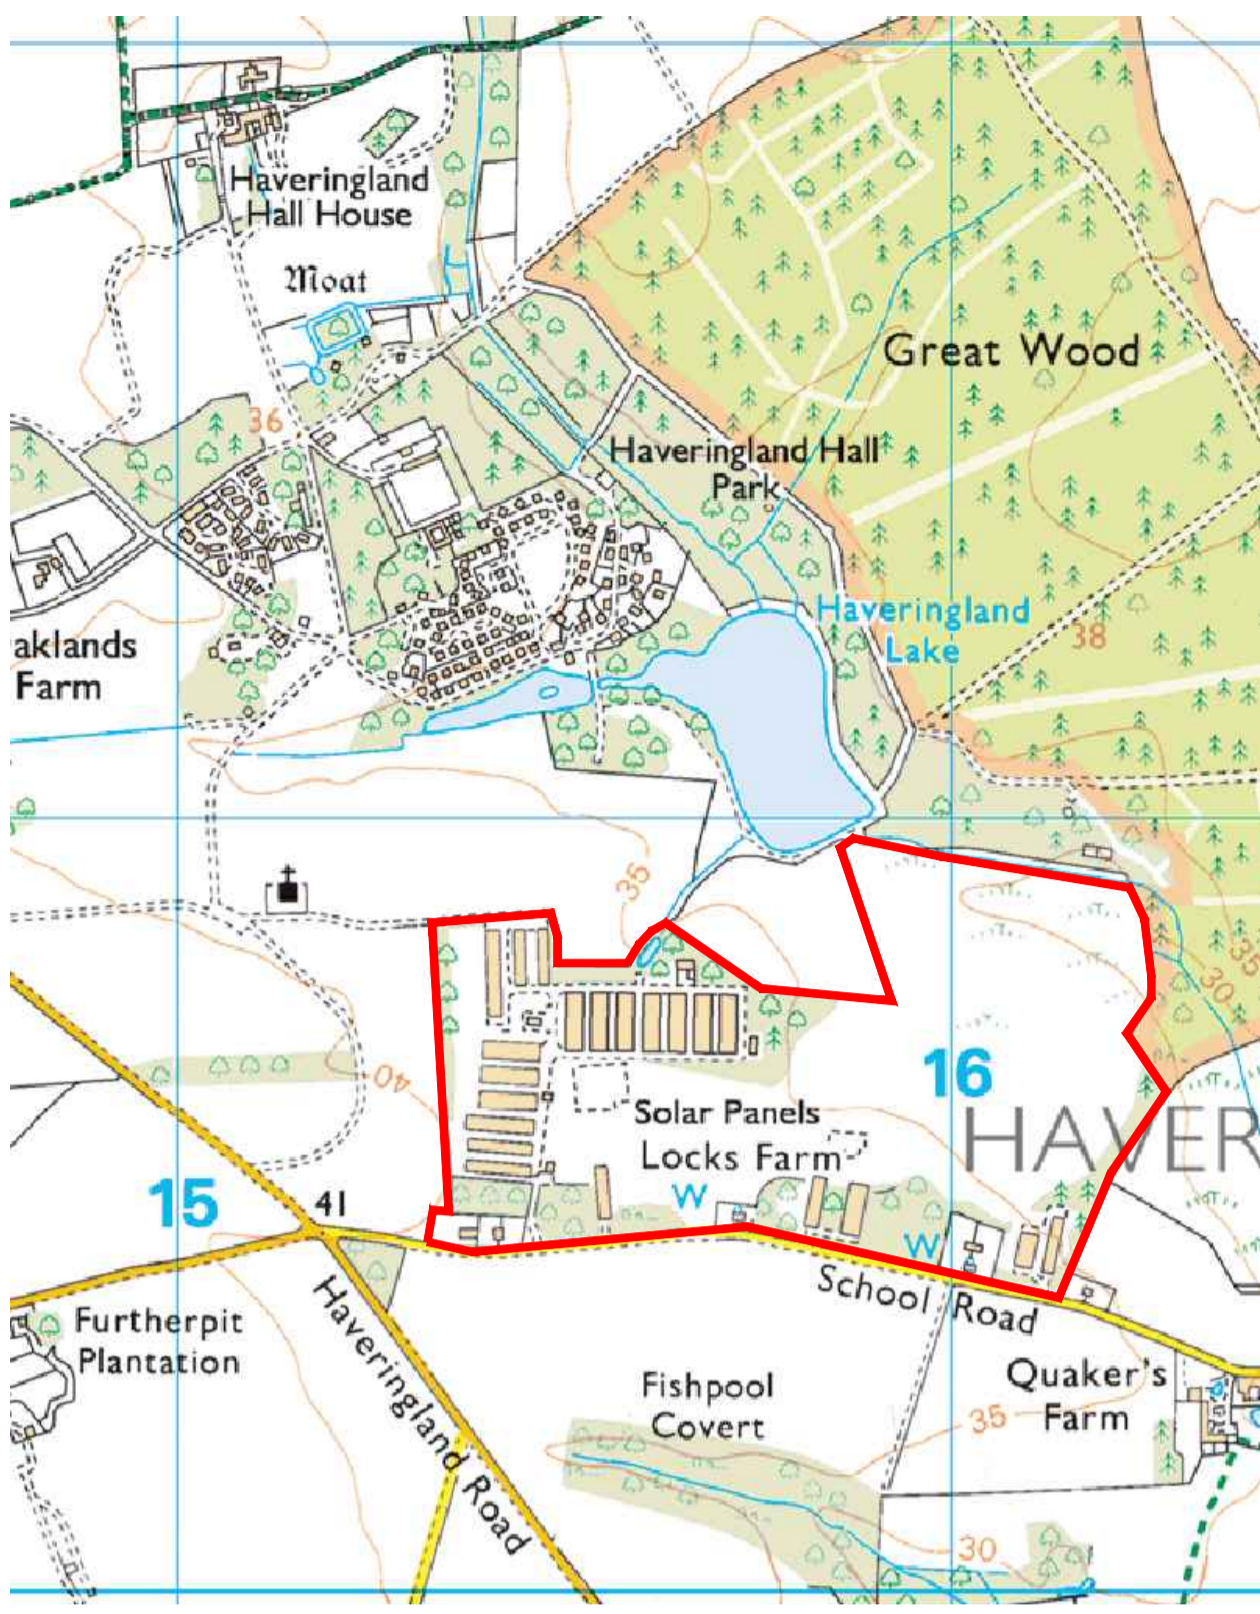 Haveringland
Hall House
Moat
Great Wood
36
Haveringland Hall
Park
Haveringland
Lake
38
aklands
Farm
35
35
30
40
16
Solar Panels
HAVER
Locks Farm
W
15
41
W
School Road
Haveringland Road
Furtherpit
Plantation
Quaker's
Farm
Fishpool
Covert
35
30